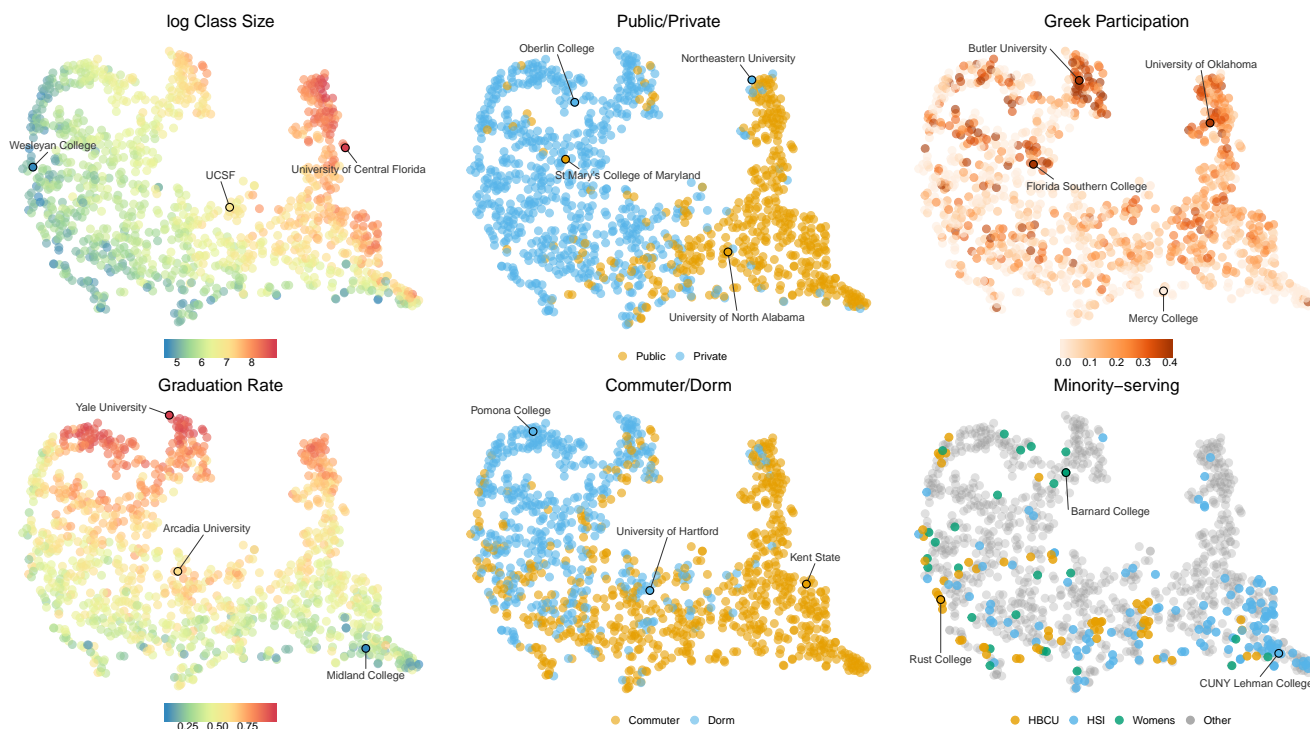 log Class Size
Wesleyan College
UCSF
University of Central Florida
5 6 7 8
Public/Private
Oberlin College
Northeastern University
St Mary's College of Maryland
University of North Alabama
Public Private
Greek Participation
Butler University
University of Oklahoma
Florida Southern College
Mercy College
0.0 0.1 0.2 0.3 0.4
Graduation Rate
Yale University
Arcadia University
Midland College
0.25 0.50 0.75
Commuter/Dorm
Pomona College
University of Hartford
Kent State
Commuter Dorm
Minority−serving
Barnard College
Rust College
CUNY Lehman College
HBCU HSI Womens Other